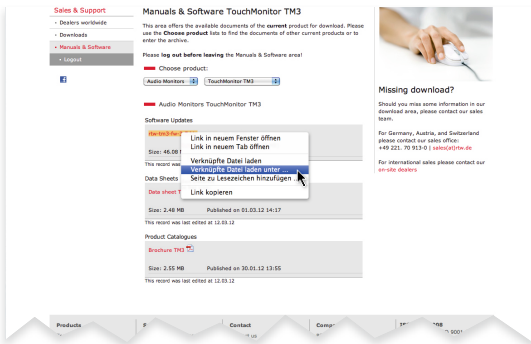 Sales & Support
• Dealers worldwide
• Downloads
• Manuals & Software
• Logout
Manuals & Software TouchMonitor TM3
This area offers the available documents of the current product for download. Please
use the Choose product lists to find the documents of other current products or to
enter the archive.
Please log out before leaving the Manuals & Software area!
Choose product:
Audio Monitors
TouchMonitor TM3
Audio Monitors TouchMonitor TM3
Software Updates
rtw-tm3-fw-
Size: 46.08
This record was
Link in neuem Fenster öffnen
Link in neuem Tab öffnen
Verknüpfte Datei laden
Verknüpfte Datei laden unter ...
Seite zu Lesezeichen hinzufügen
Link kopieren
Data Sheets
Data sheet
Size: 2.49 MB Published on 01.03.12 14:17
This record was last edited at 12.03.12
Product Catalogues
Brochure TM3
Size: 2.55 MB Published on 30.01.12 13:55
This record was last edited at 12.03.12
Missing download?
Should you miss some information in our
download area, please contact our sales
team.
For Germany, Austria, and Switzerland
please contact our sales office:
+49 221. 70 913-0 | sales(at)rtw.de
For international sales please contact our
on-site dealers
Products
Contact